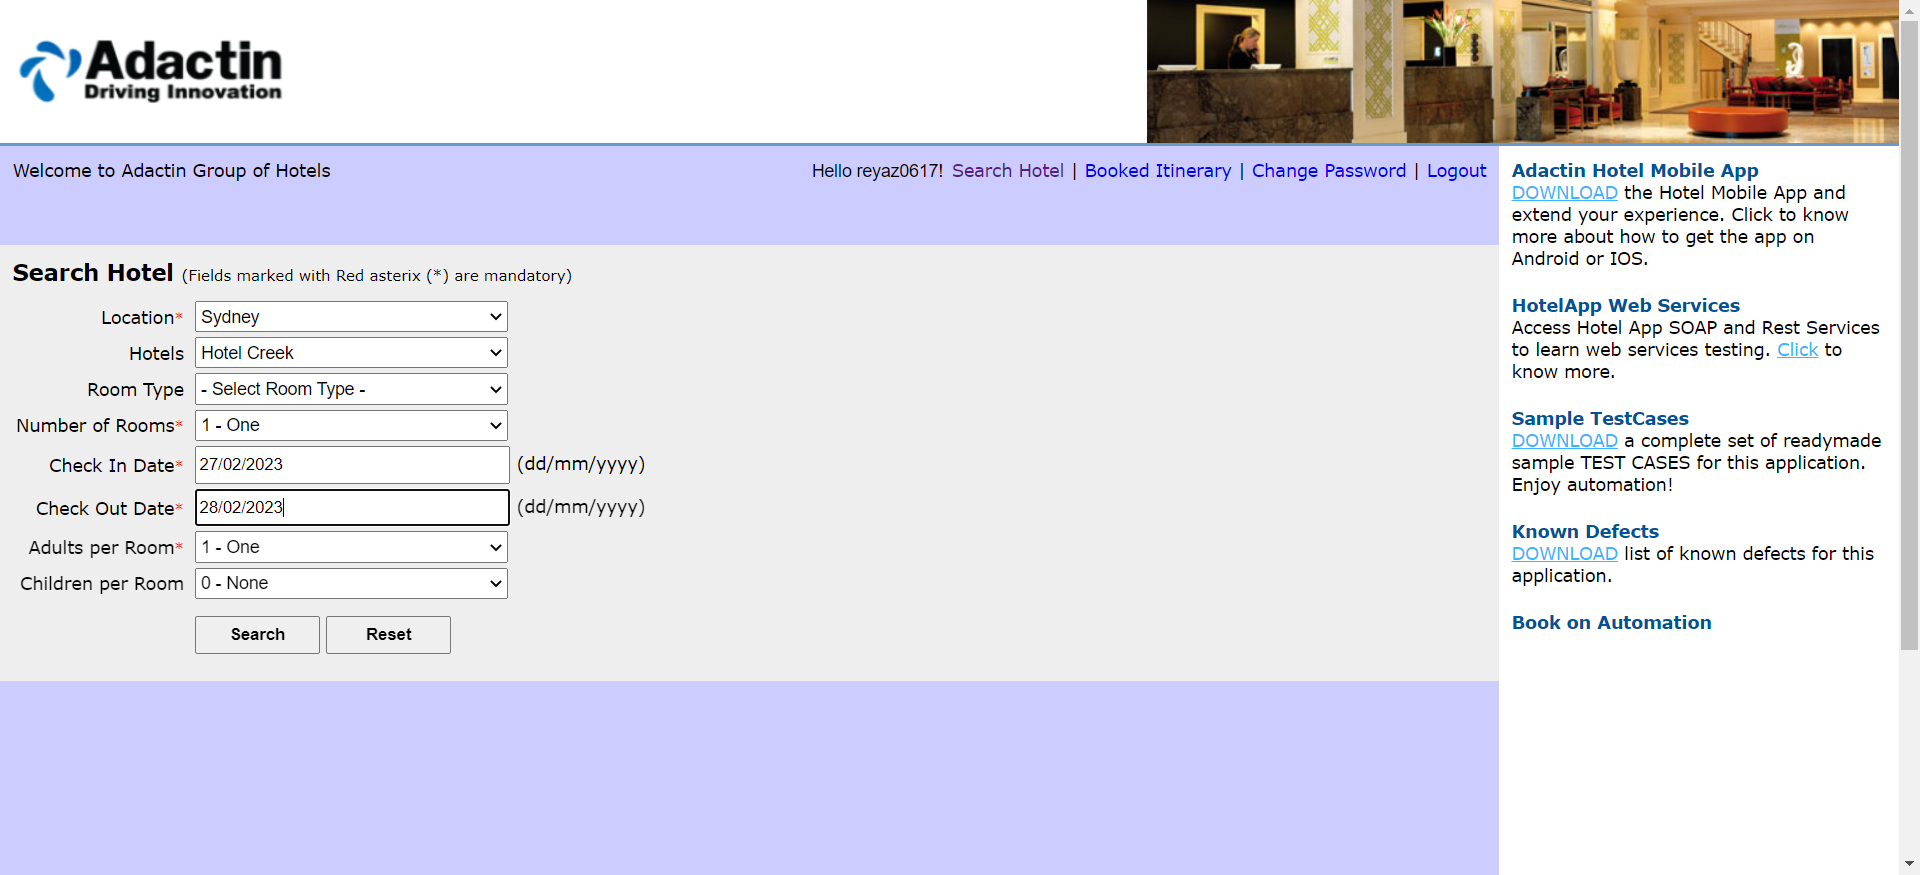 Adactin
Driving Innovation
Welcome to Adactin Group of Hotels
Hello reyaz0617! Search Hotel | Booked Itinerary | Change Password | Logout
Search Hotel (Fields marked with Red asterix (*) are mandatory)
Location* Sydney
Hotels Hotel Creek
Room Type - Select Room Type -
Number of Rooms* 1 - One
Check In Date* 27/02/2023 (dd/mm/yyyy)
Check Out Date* 28/02/2023 (dd/mm/yyyy)
Adults per Room* 1 - One
Children per Room 0 - None
Search Reset
Adactin Hotel Mobile App
DOWNLOAD the Hotel Mobile App and
extend your experience. Click to know
more about how to get the app on
Android or IOS.
HotelApp Web Services
Access Hotel App SOAP and Rest Services
to learn web services testing. Click to
know more.
Sample TestCases
DOWNLOAD a complete set of readymade
sample TEST CASES for this application.
Enjoy automation!
Known Defects
DOWNLOAD list of known defects for this
application.
Book on Automation